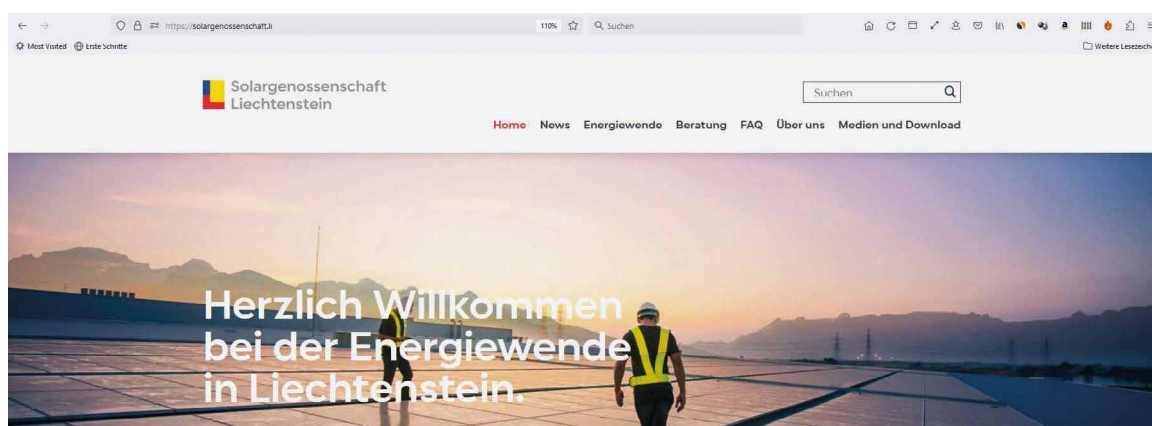 https://solargenossenschaft.li
110%
Suchen
Most Visited
Erste Schritte
Weitere Lesezeichen
Solargenossenschaft
Liechtenstein
Suchen
Home News Energiewende Beratung FAQ Über uns Medien und Download
Herzlich Willkommen
bei der Energiewende
in Liechtenstein.